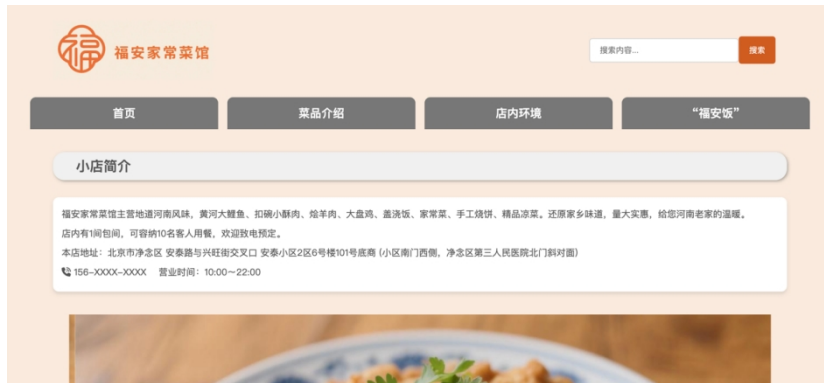 福安家常菜馆
搜索内容...
搜索
首页
菜品介绍
店内环境
“福安饭”
小店简介
福安家常菜馆主营地道河南风味，黄河大鲤鱼、扣碗小酥肉、烩羊肉、大盘鸡、盖浇饭、家常菜、手工烧饼、精品凉菜。还原家乡味道，量大实惠，给您河南老家的温暖。
店内有1间包间，可容纳10名客人用餐，欢迎致电预定。
本店地址：北京市净念区 安泰路与兴旺街交叉口 安泰小区2区6号楼101号底商 (小区南门西侧，净念区第三人民医院北门斜对面)
156-XXXX-XXXX 营业时间：10:00～22:00